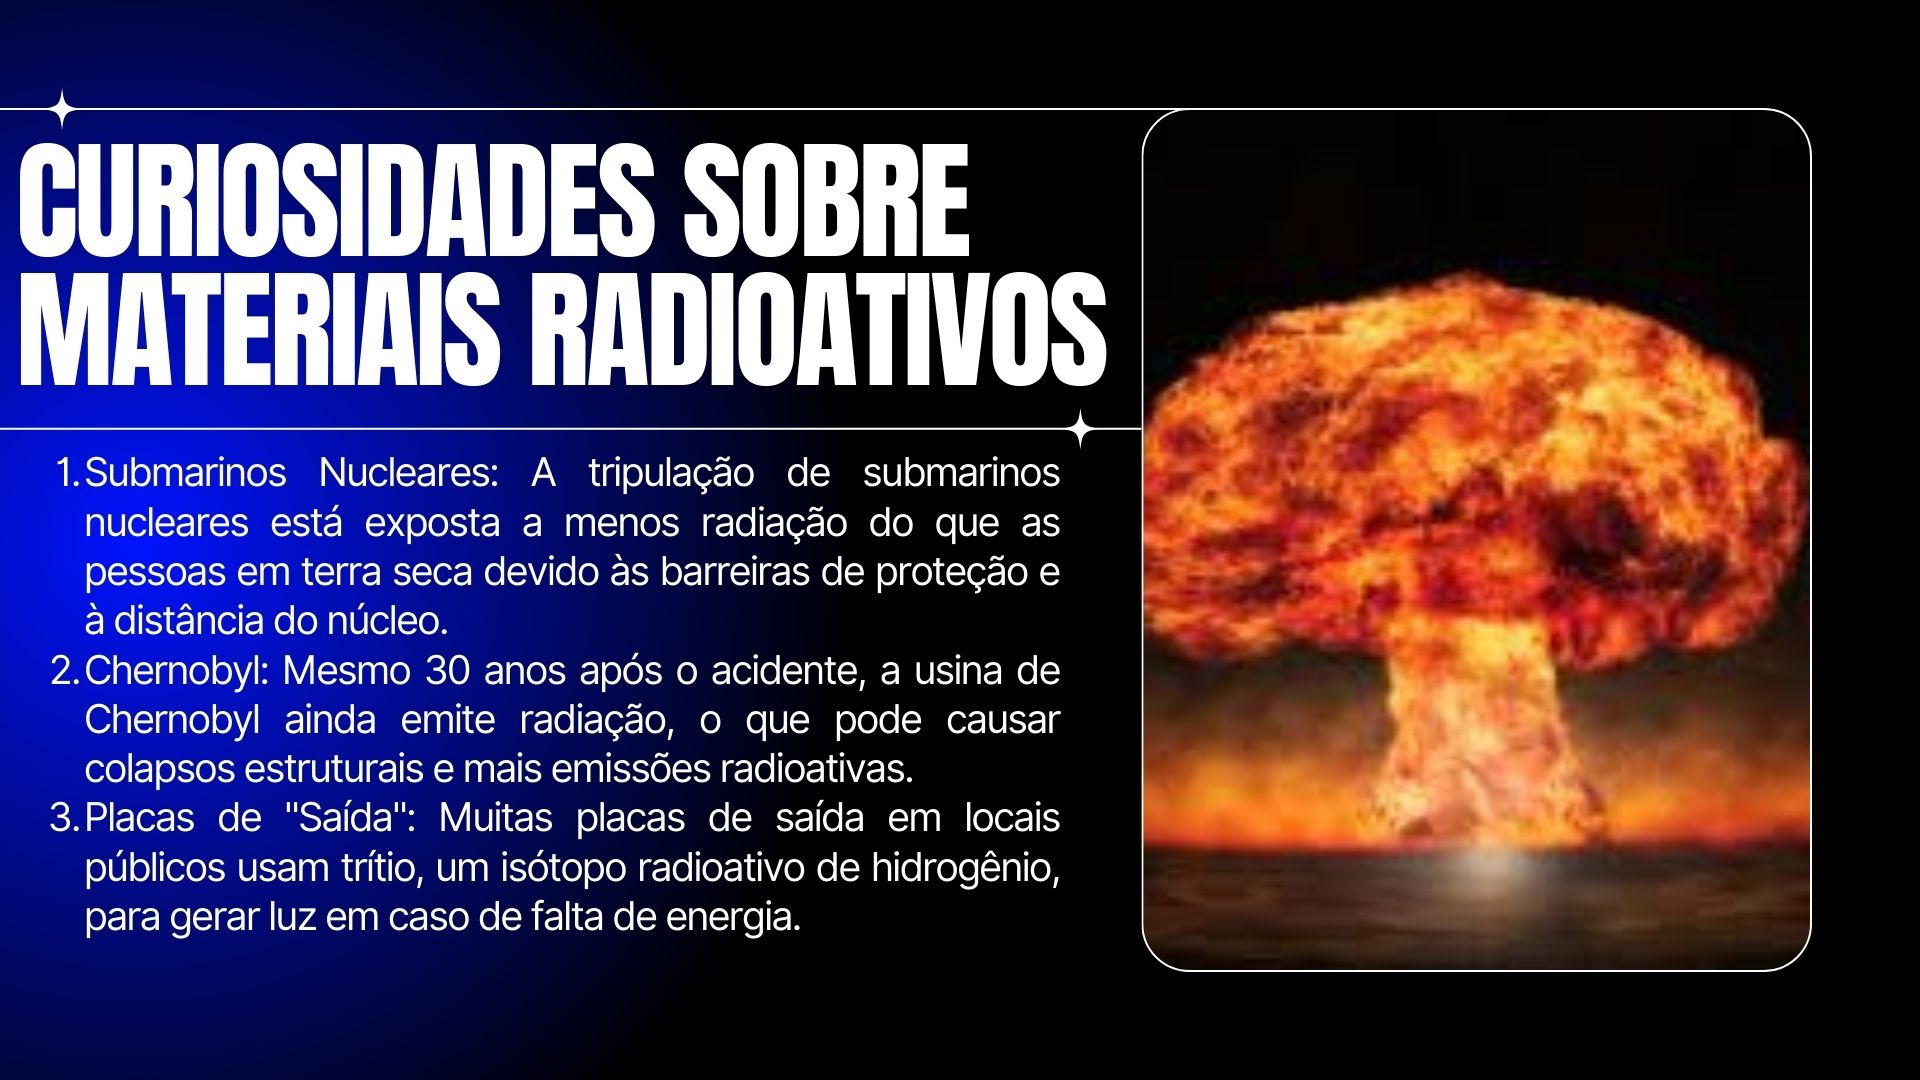 CURIOSIDADES SOBRE
MATERIAIS RADIOATIVOS
1. Submarinos Nucleares: A tripulação de submarinos
nucleares está exposta a menos radiação do que as
pessoas em terra seca devido às barreiras de proteção e
à distância do núcleo.
2. Chernobyl: Mesmo 30 anos após o acidente, a usina de
Chernobyl ainda emite radiação, o que pode causar
colapsos estruturais e mais emissões radioativas.
3. Placas de "Saída": Muitas placas de saída em locais
públicos usam trítio, um isótopo radioativo de hidrogênio,
para gerar luz em caso de falta de energia.